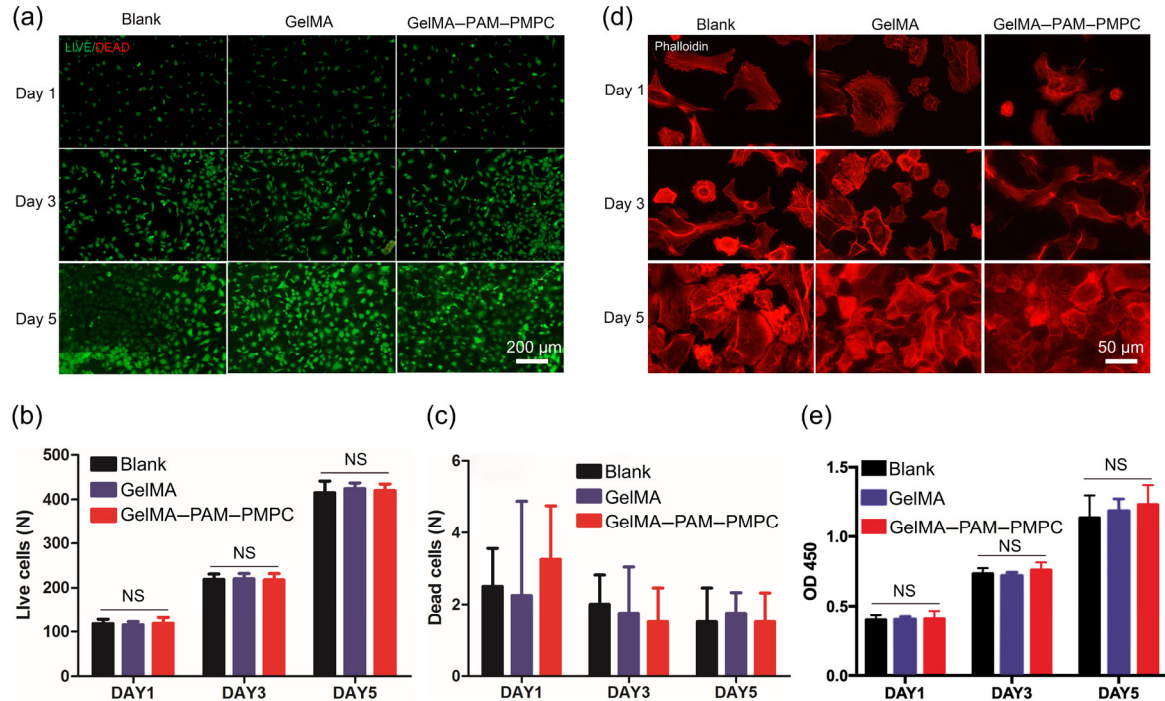 (a)
Blank GelMA GelMA–PAM–PMPC
LIVE/DEAD
Day 1
Day 3
Day 5
200 µm
(d)
Blank GelMA GelMA–PAM–PMPC
Phalloidin
Day 1
Day 3
Day 5
50 µm
(b)
Live cells (N)
500
400
300
200
100
0
Blank
GelMA
GelMA–PAM–PMPC
NS
NS
NS
DAY1 DAY3 DAY5
(c)
Dead cells (N)
6
4
2
0
Blank
GelMA
GelMA–PAM–PMPC
DAY1 DAY3 DAY5
(e)
OD 450
1.5
1.0
0.5
0.0
Blank
GelMA
GelMA–PAM–PMPC
NS
NS
NS
DAY1 DAY3 DAY5